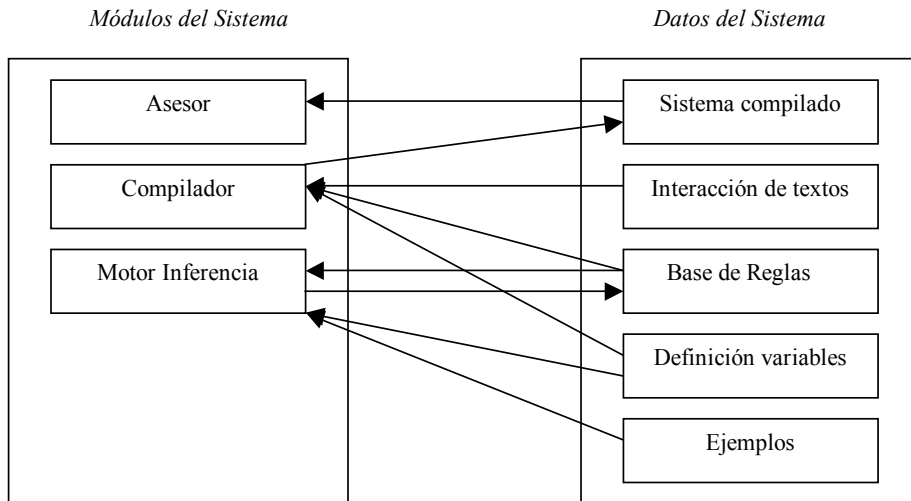 Módulos del Sistema
Datos del Sistema
Asesor
Sistema compilado
Compilador
Interacción de textos
Motor Inferencia
Base de Reglas
Definición variables
Ejemplos